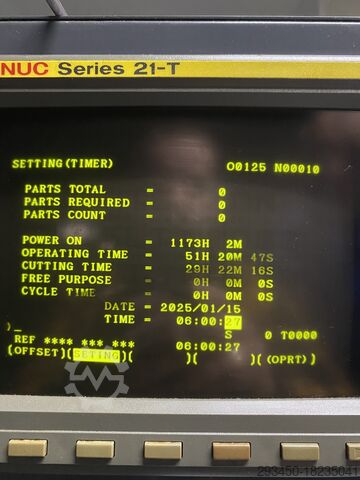 NUC Series 21-T
SETTING(TIMER) O0125 N00010
PARTS TOTAL = 0
PARTS REQUIRED = 0
PARTS COUNT = 0
POWER ON = 1173H 2M
OPERATING TIME = 51H 20M 47S
CUTTING TIME = 29H 22M 16S
FREE PURPOSE = 0H 0M 0S
CYCLE TIME = 0H 0M 0S
DATE = 2025/01/15
TIME = 06:00:27
)_
S 0 T0000
REF **** *** *** 06:00:27
(OFFSET)(SETING)( )( )( (OPRT))
293450-18235041